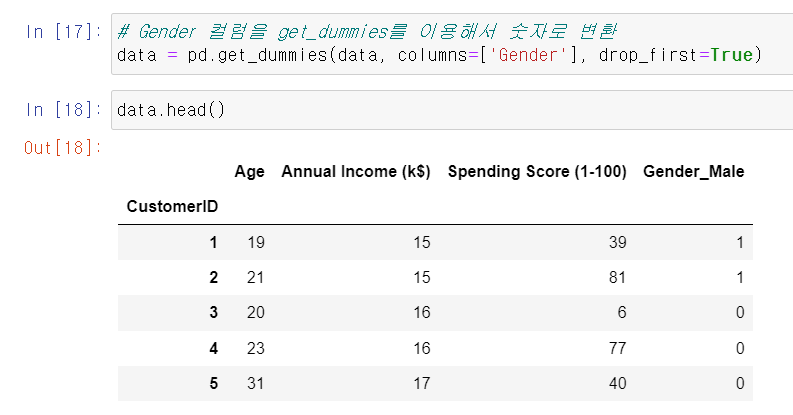 In [17]: # Gender 컬럼을 get_dummies를 이용해서 숫자로 변환
data = pd.get_dummies(data, columns=['Gender'], drop_first=True)
In [18]: data.head()
Out[18]:
Age Annual Income (k$) Spending Score (1-100) Gender_Male
CustomerID
1 19 15 39 1
2 21 15 81 1
3 20 16 6 0
4 23 16 77 0
5 31 17 40 0